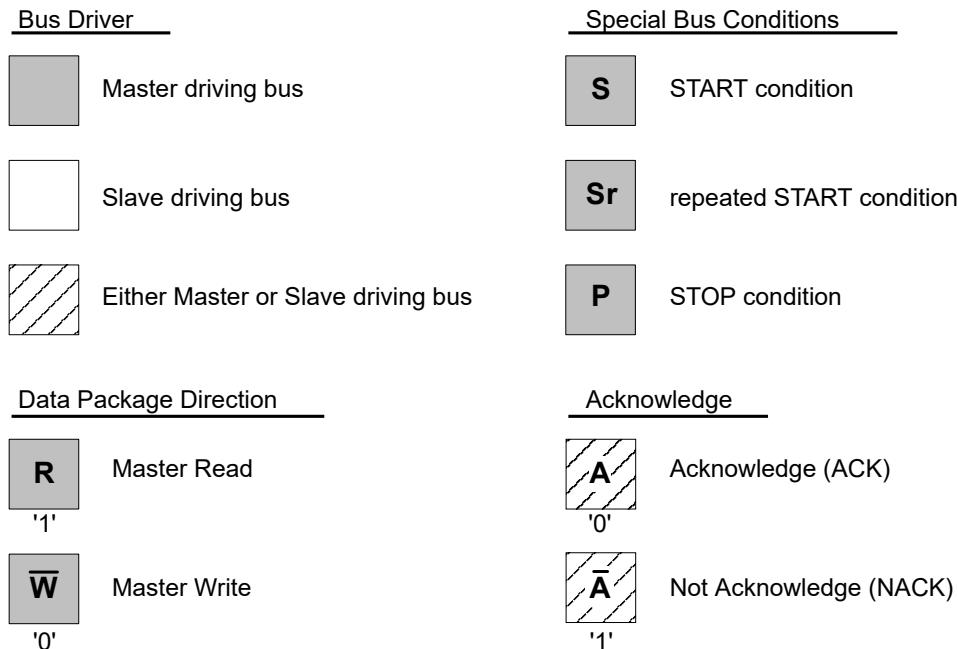 Bus Driver
Master driving bus
Slave driving bus
Either Master or Slave driving bus
Special Bus Conditions
S START condition
Sr repeated START condition
P STOP condition
Data Package Direction
R Master Read
'1'
W̅ Master Write
'0'
Acknowledge
A Acknowledge (ACK)
'0'
A̅ Not Acknowledge (NACK)
'1'